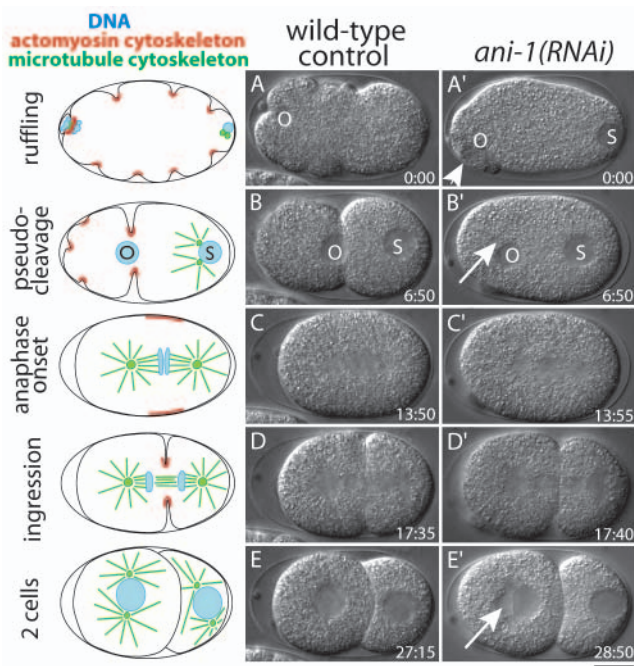 DNA
actomyosin cytoskeleton
microtubule cytoskeleton
wild-type
control
ani-1(RNAi)
ruffling
A
O
0:00
A'
O
S
0:00
pseudo-
cleavage
O
S
B
O
S
6:50
B'
O
S
6:50
anaphase
onset
C
13:50
C'
13:55
ingression
D
17:35
D'
17:40
2 cells
E
27:15
E'
28:50